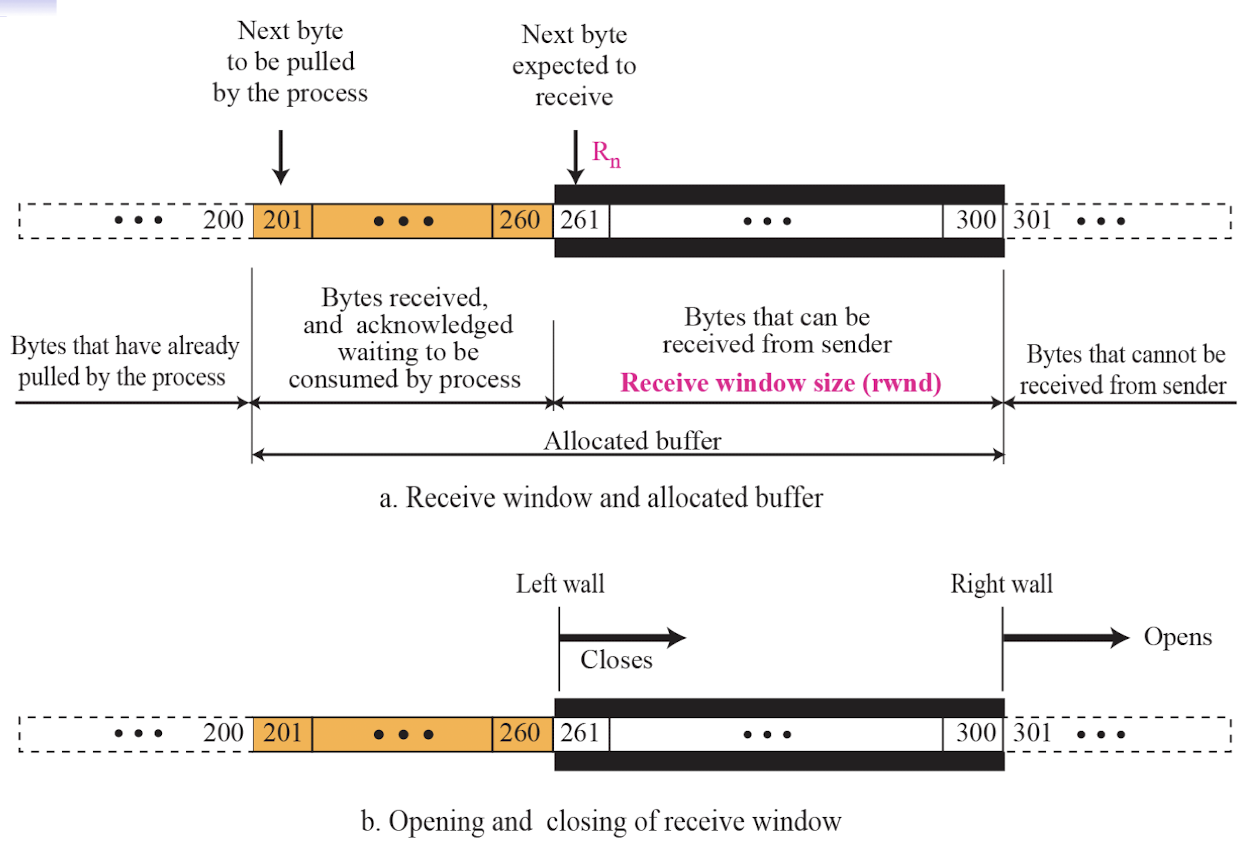 Next byte
to be pulled
by the process
Next byte
expected to
receive
Rn
••• 200 201 ••• 260 261 ••• 300 301 •••
Bytes that have already
pulled by the process
Bytes received,
and acknowledged
waiting to be
consumed by process
Bytes that can be
received from sender
Receive window size (rwnd)
Bytes that cannot be
received from sender
Allocated buffer
a. Receive window and allocated buffer
Left wall
Right wall
Closes
Opens
••• 200 201 ••• 260 261 ••• 300 301 •••
b. Opening and closing of receive window